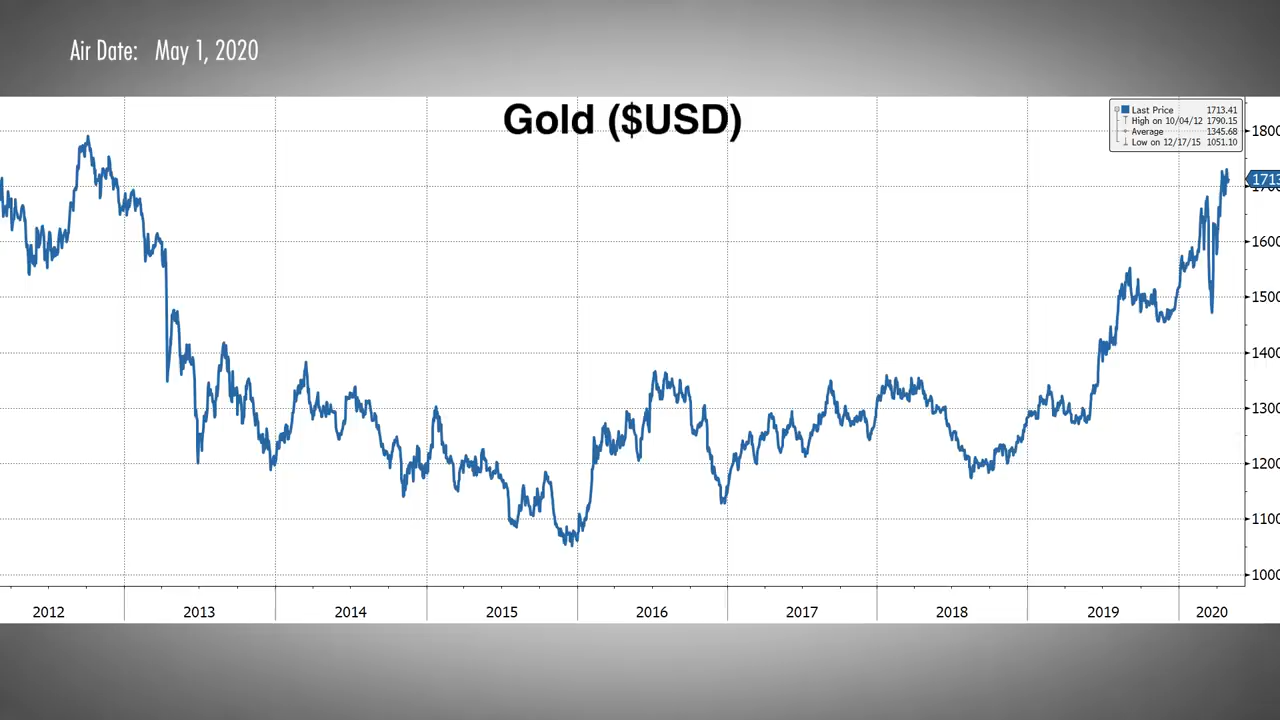 Air Date: May 1, 2020
Gold ($USD)
Last Price 1713.41
High on 10/04/12 1790.15
Average 1345.68
Low on 12/17/15 1051.10
1800
1713
1700
1600
1500
1400
1300
1200
1100
1000
2012 2013 2014 2015 2016 2017 2018 2019 2020